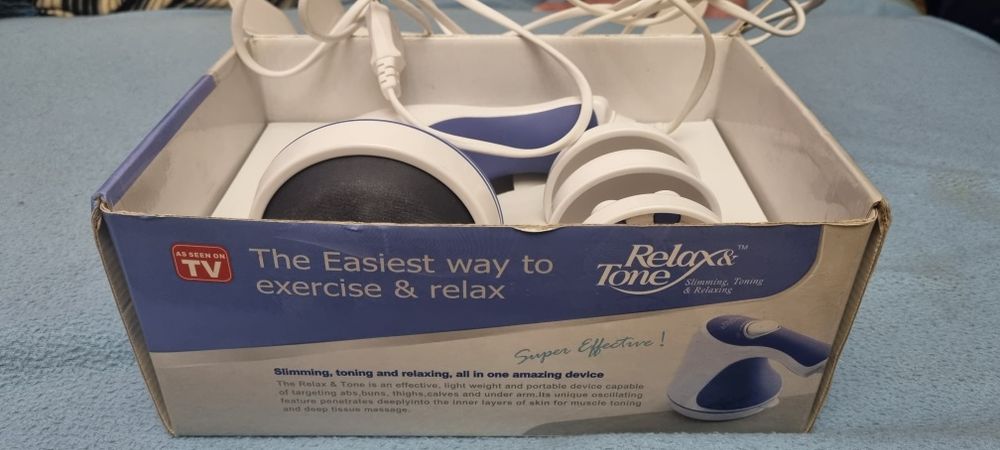 AS SEEN ON
TV
The Easiest way to
exercise & relax
Relax&™
Tone
Slimming, Toning
& Relaxing
Super Effective!
Slimming, toning and relaxing, all in one amazing device
The Relax & Tone is an effective, light weight and portable device capable
of targeting abs,buns, thighs,calves and under arm.Its unique oscillating
feature penetrates deeplyinto the inner layers of skin for muscle toning
and deep tissue massage.